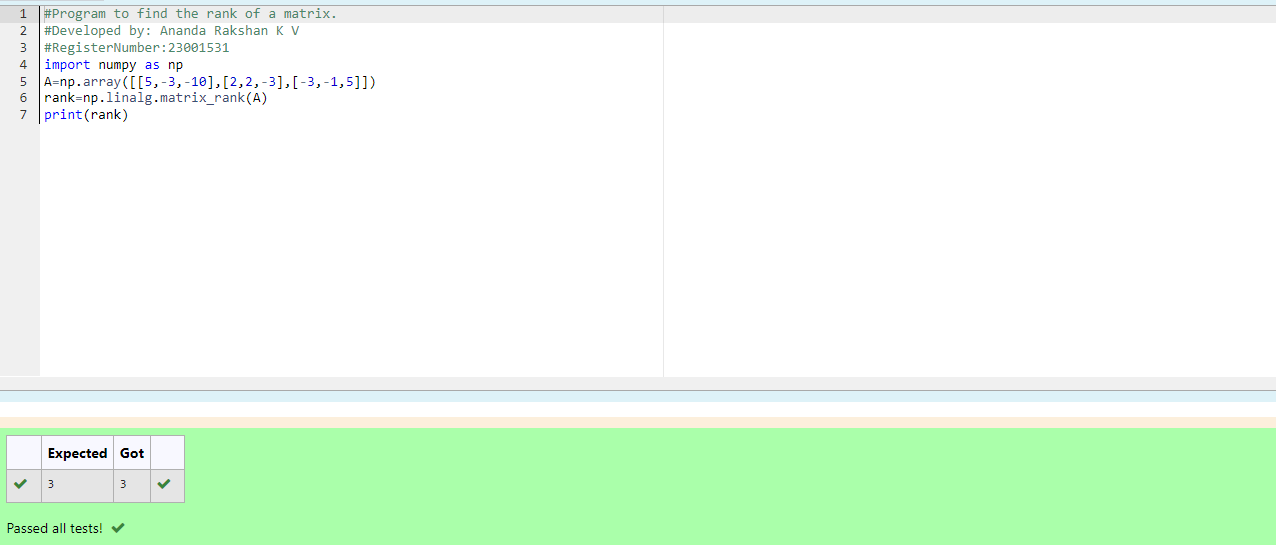 1 #Program to find the rank of a matrix.
2 #Developed by: Ananda Rakshan K V
3 #RegisterNumber:23001531
4 import numpy as np
5 A=np.array([[5,-3,-10],[2,2,-3],[-3,-1,5]])
6 rank=np.linalg.matrix_rank(A)
7 print(rank)
Expected Got
3 3
Passed all tests!